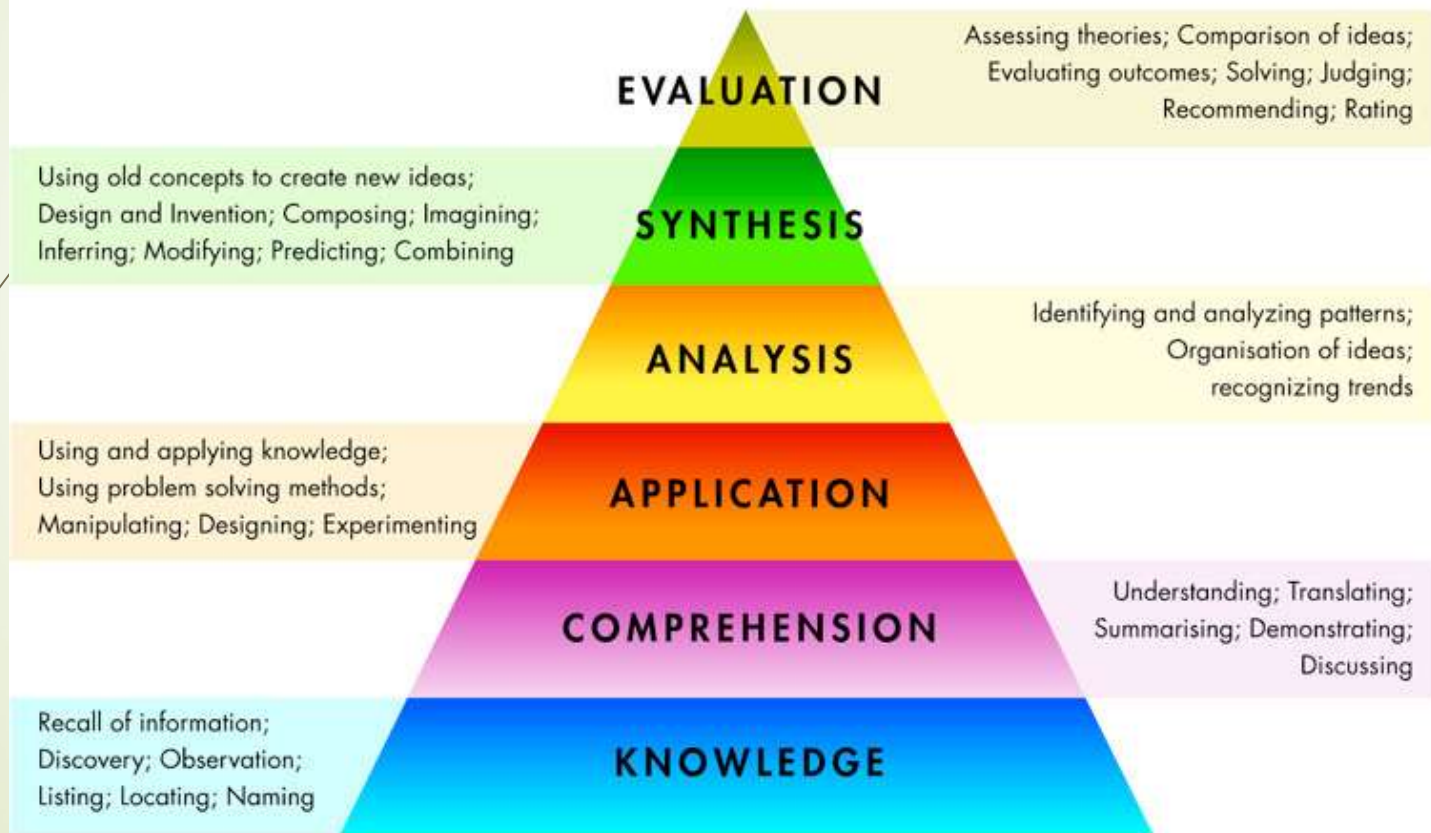 Assessing theories; Comparison of ideas;
Evaluating outcomes; Solving; Judging;
Recommending; Rating
EVALUATION
Using old concepts to create new ideas;
Design and Invention; Composing; Imagining;
Inferring; Modifying; Predicting; Combining
SYNTHESIS
Identifying and analyzing patterns;
Organisation of ideas;
recognizing trends
ANALYSIS
Using and applying knowledge;
Using problem solving methods;
Manipulating; Designing; Experimenting
APPLICATION
Understanding; Translating;
Summarising; Demonstrating;
Discussing
COMPREHENSION
Recall of information;
Discovery; Observation;
Listing; Locating; Naming
KNOWLEDGE